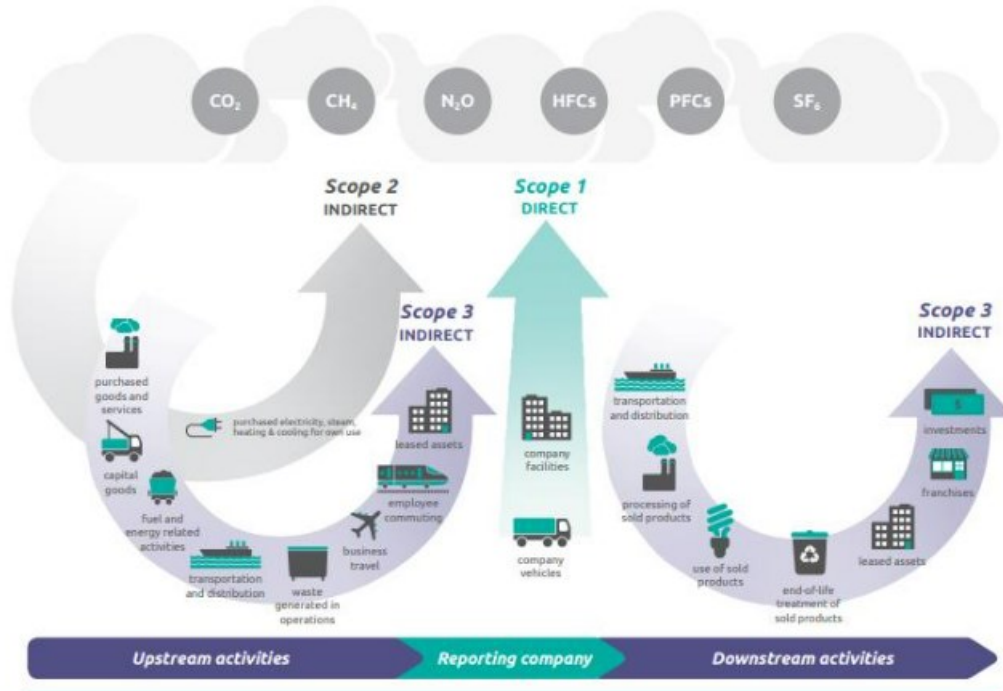 CO₂
CH₄
N₂O
HFCs
PFCs
SF₆
Scope 2
INDIRECT
Scope 1
DIRECT
Scope 3
INDIRECT
Scope 3
INDIRECT
purchased
goods and
services
capital
goods
fuel and
energy related
activities
transportation
and distribution
waste
generated in
operations
business
travel
employee
commuting
leased assets
purchased electricity, steam,
heating & cooling for own use
company
facilities
company
vehicles
transportation
and distribution
processing of
sold products
use of sold
products
end-of-life
treatment of
sold products
leased assets
franchises
investments
$
Upstream activities
Reporting company
Downstream activities